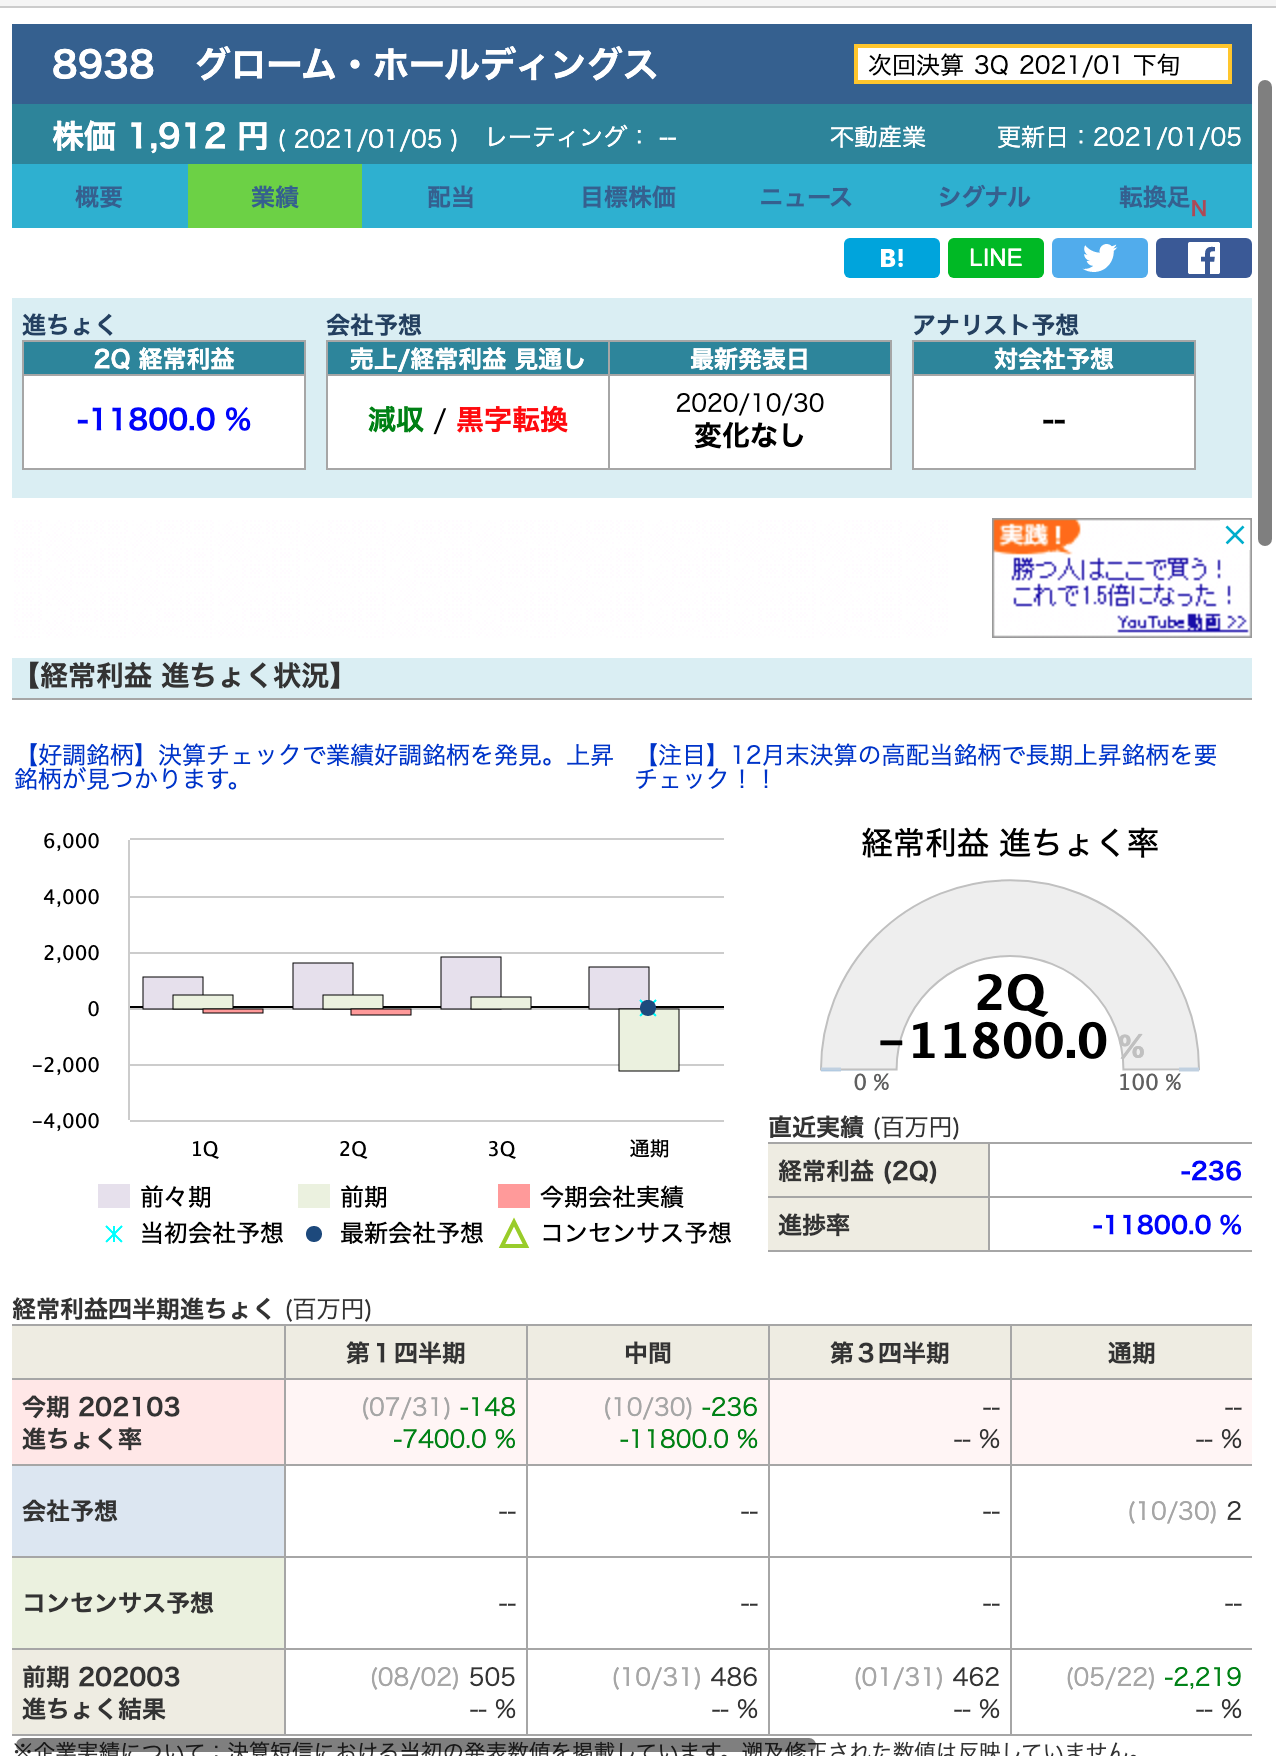 8938 グローム・ホールディングス
次回決算 3Q 2021/01 下旬
株価 1,912 円 ( 2021/01/05 ) レーティング： -- 不動産業 更新日：2021/01/05
概要 業績 配当 目標株価 ニュース シグナル 転換足N
B! LINE
進ちょく 会社予想 アナリスト予想
2Q 経常利益 売上/経常利益 見通し 最新発表日 対会社予想
-11800.0 % 減収 / 黒字転換 2020/10/30 --
変化なし
実践！
勝つ人はここで買う！
これで1.5倍になった！
YouTube動画 >>
【経常利益 進ちょく状況】
【好調銘柄】決算チェックで業績好調銘柄を発見。上昇
銘柄が見つかります。
【注目】12月末決算の高配当銘柄で長期上昇銘柄を要
チェック！！
6,000
4,000
2,000
0
-2,000
-4,000
1Q 2Q 3Q 通期
前々期 前期 今期会社実績
当初会社予想 最新会社予想 コンセンサス予想
経常利益 進ちょく率
2Q
-11800.0 %
0 % 100 %
直近実績 (百万円)
経常利益 (2Q) -236
進捗率 -11800.0 %
経常利益四半期進ちょく (百万円)
第１四半期 中間 第３四半期 通期
今期 202103 (07/31) -148 (10/30) -236 -- --
進ちょく率 -7400.0 % -11800.0 % -- % -- %
会社予想 -- -- -- (10/30) 2
コンセンサス予想 -- -- -- --
前期 202003 (08/02) 505 (10/31) 486 (01/31) 462 (05/22) -2,219
進ちょく結果 -- % -- % -- % -- %
※企業実績について：決算短信における当初の発表数値を掲載しています。遡及修正された数値は反映していません。